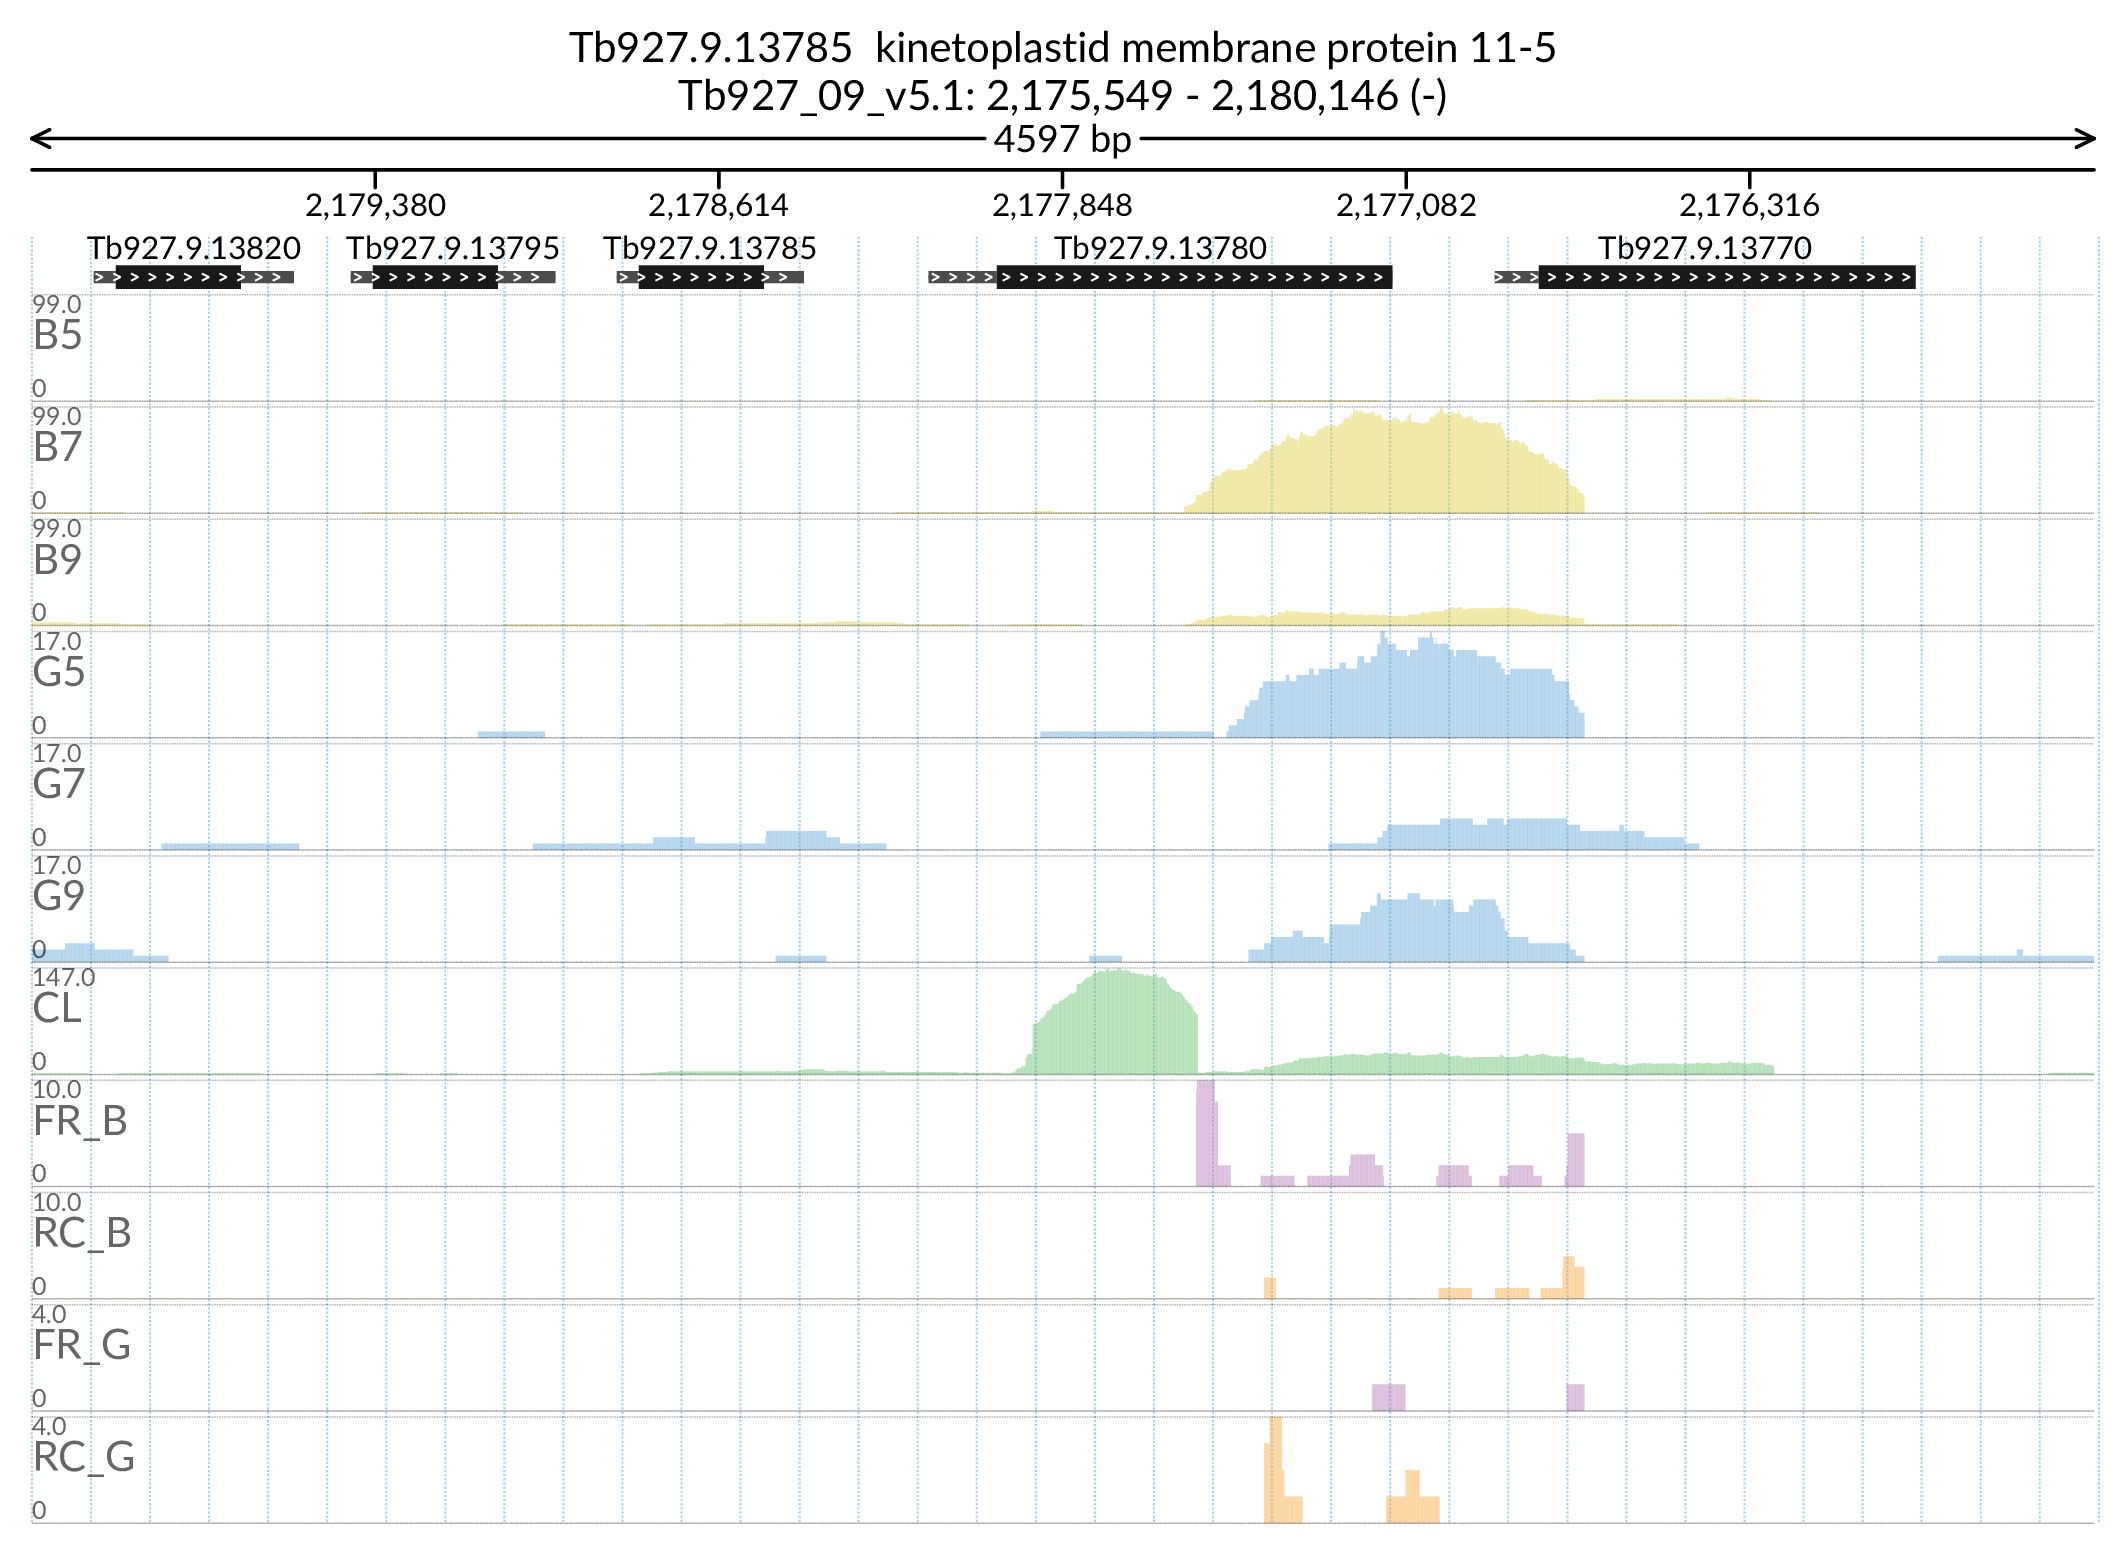 Tb927.9.13785 kinetoplastid membrane protein 11-5
Tb927_09_v5.1: 2,175,549 - 2,180,146 (-)
4597 bp
2,179,380 2,178,614 2,177,848 2,177,082 2,176,316
Tb927.9.13820 Tb927.9.13795 Tb927.9.13785 Tb927.9.13780 Tb927.9.13770
99.0
B5
0
99.0
B7
0
99.0
B9
0
17.0
G5
0
17.0
G7
0
17.0
G9
0
147.0
CL
0
10.0
FR_B
0
10.0
RC_B
0
4.0
FR_G
0
4.0
RC_G
0